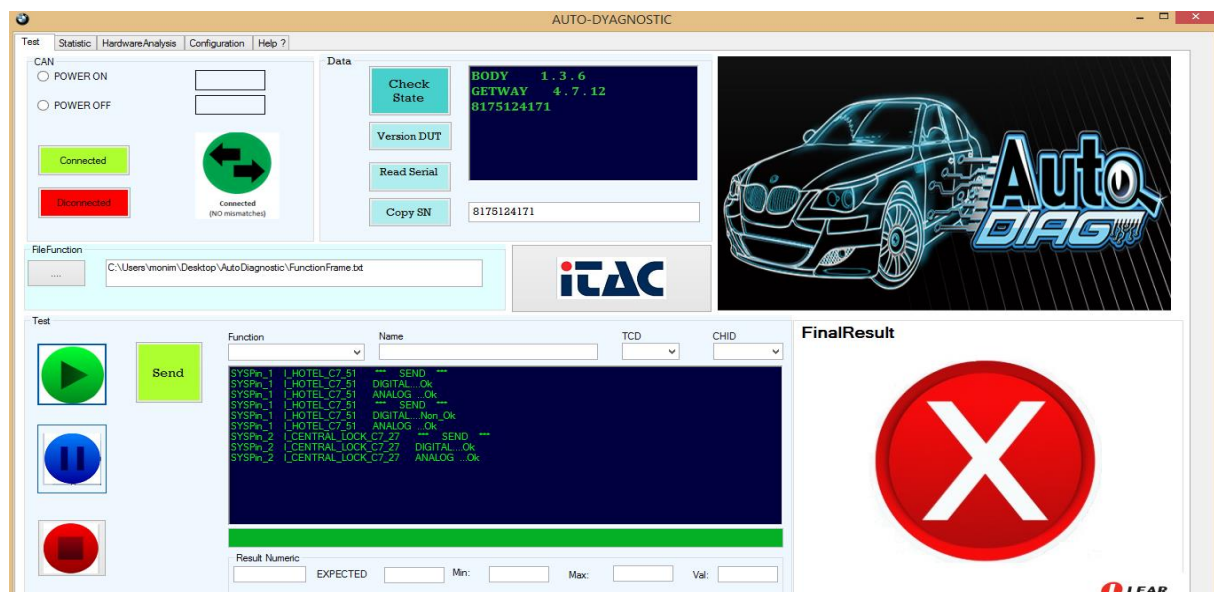 AUTO-DYAGNOSTIC
Test Statistic HardwareAnalysis Configuration Help ?
CAN
POWER ON
POWER OFF
Connected
Diconnected
Connected
(NO mismatches)
Data
Check
State
Version DUT
Read Serial
Copy SN
BODY 1.3.6
GETWAY 4.7.12
8175124171
8175124171
Auto
DIAG
FileFunction
....
C:\Users\monim\Desktop\AutoDiagnostic\FunctionFrame.txt
iTAC
Test
Send
Function Name TCD CHID
SYSPin_1 I_HOTEL_C7_51 *** SEND ***
SYSPin_1 I_HOTEL_C7_51 DIGITAL...Ok
SYSPin_1 I_HOTEL_C7_51 ANALOG ...Ok
SYSPin_1 I_HOTEL_C7_51 *** SEND ***
SYSPin_1 I_HOTEL_C7_51 DIGITAL...Non_Ok
SYSPin_1 I_HOTEL_C7_51 ANALOG ...Ok
SYSPin_2 I_CENTRAL_LOCK_C7_27 *** SEND ***
SYSPin_2 I_CENTRAL_LOCK_C7_27 DIGITAL...Ok
SYSPin_2 I_CENTRAL_LOCK_C7_27 ANALOG ...Ok
Result Numeric
EXPECTED Min: Max: Val:
FinalResult
X
LEAR